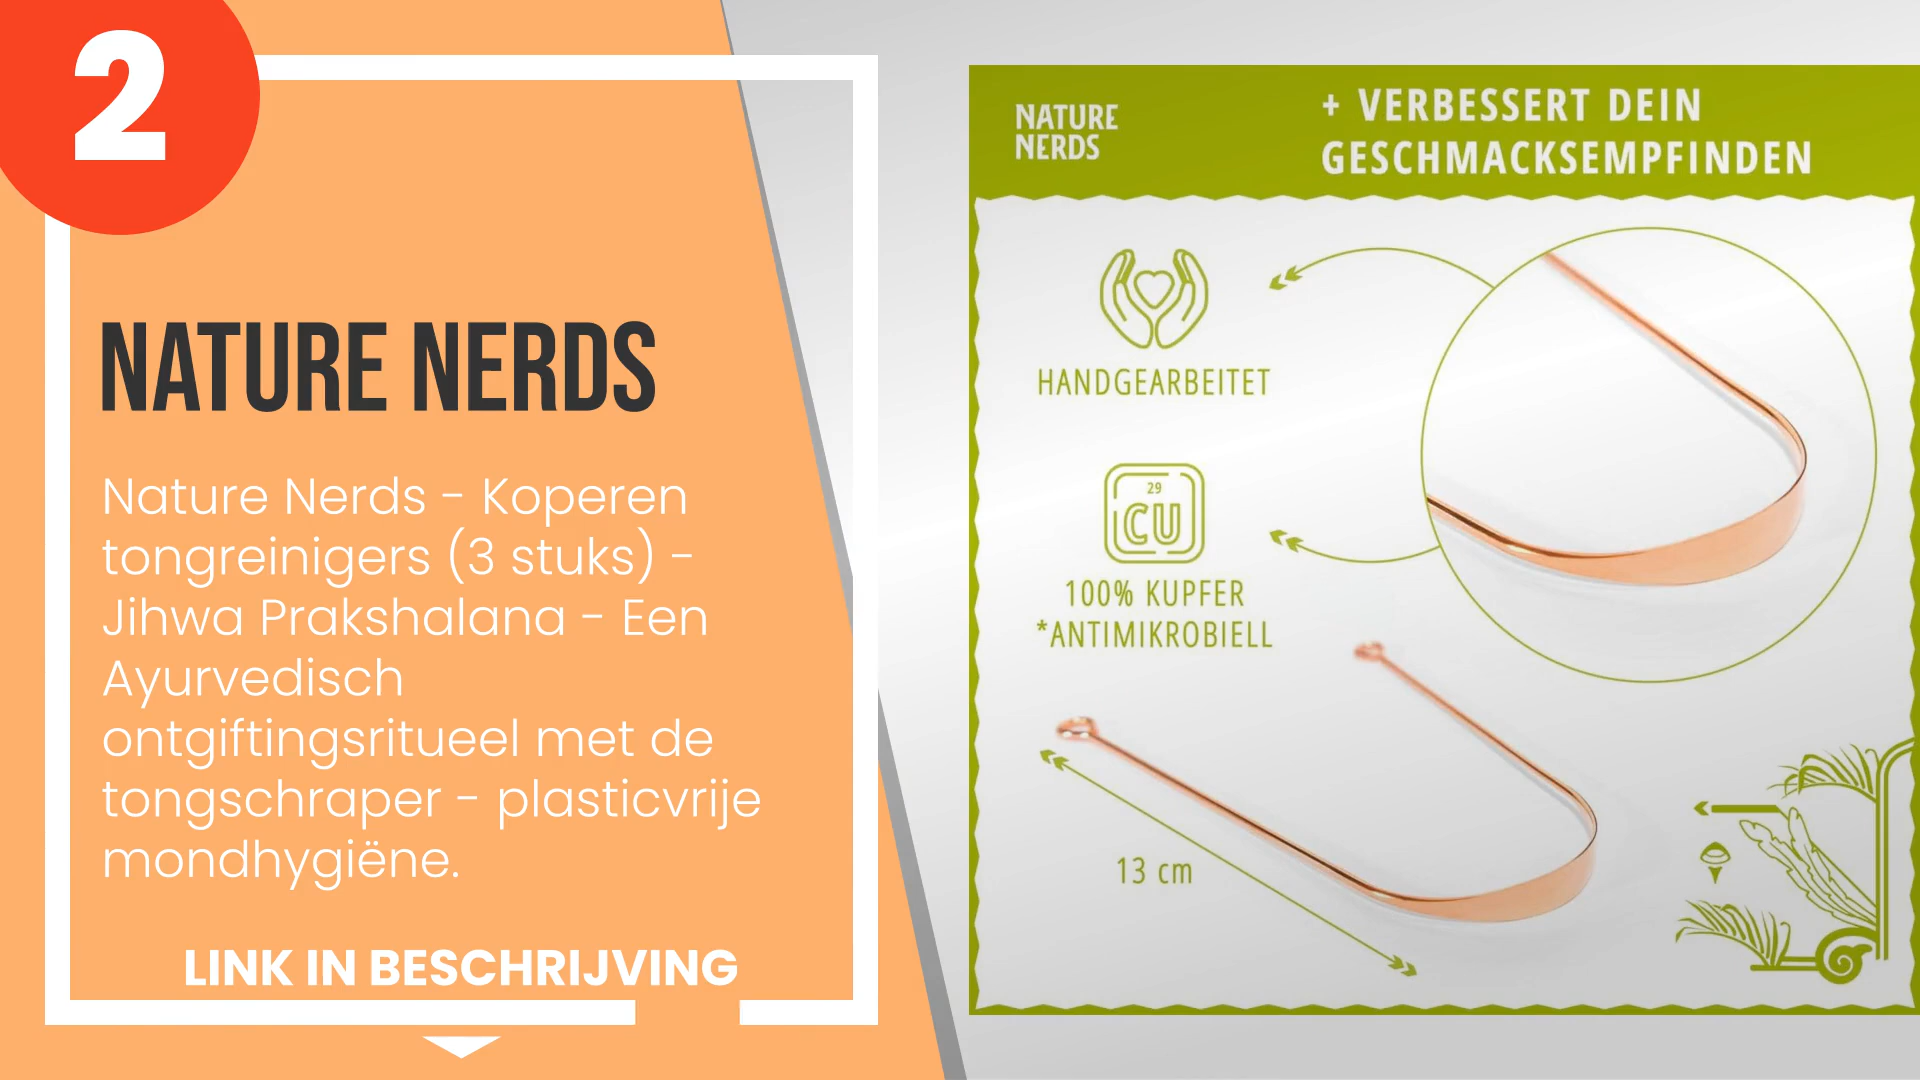 2
NATURE NERDS
Nature Nerds - Koperen
tongreinigers (3 stuks) -
Jihwa Prakshalana - Een
Ayurvedisch
ontgiftingsritueel met de
tongschraper - plasticvrije
mondhygiëne.
LINK IN BESCHRIJVING
NATURE
NERDS
+ VERBESSERT DEIN
GESCHMACKSEMPFINDEN
HANDGEARBEITET
29
CU
100% KUPFER
*ANTIMIKROBIELL
13 cm